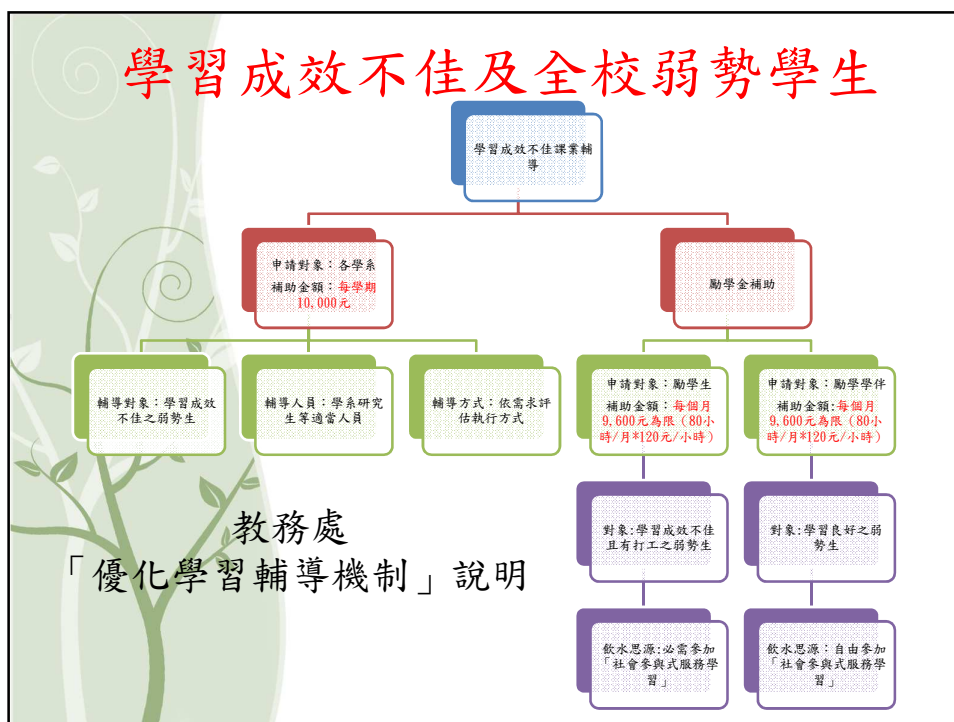 學習成效不佳及全校弱勢學生
學習成效不佳課業輔
導
申請對象：各學系
補助金額：每學期
10,000元
勵學金補助
輔導對象：學習成效
不佳之弱勢生
輔導人員：學系研究
生等適當人員
輔導方式：依需求評
估執行方式
申請對象：勵學生
補助金額：每個月
9,600元為限（80小
時/月*120元/小時）
申請對象：勵學學伴
補助金額:每個月
9,600元為限（80小
時/月*120元/小時）
對象:學習成效不佳
且有打工之弱勢生
對象:學習良好之弱
勢生
飲水思源:必需參加
「社會參與式服務學
習」
飲水思源：自由參加
「社會參與式服務學
習」
教務處
「優化學習輔導機制」說明